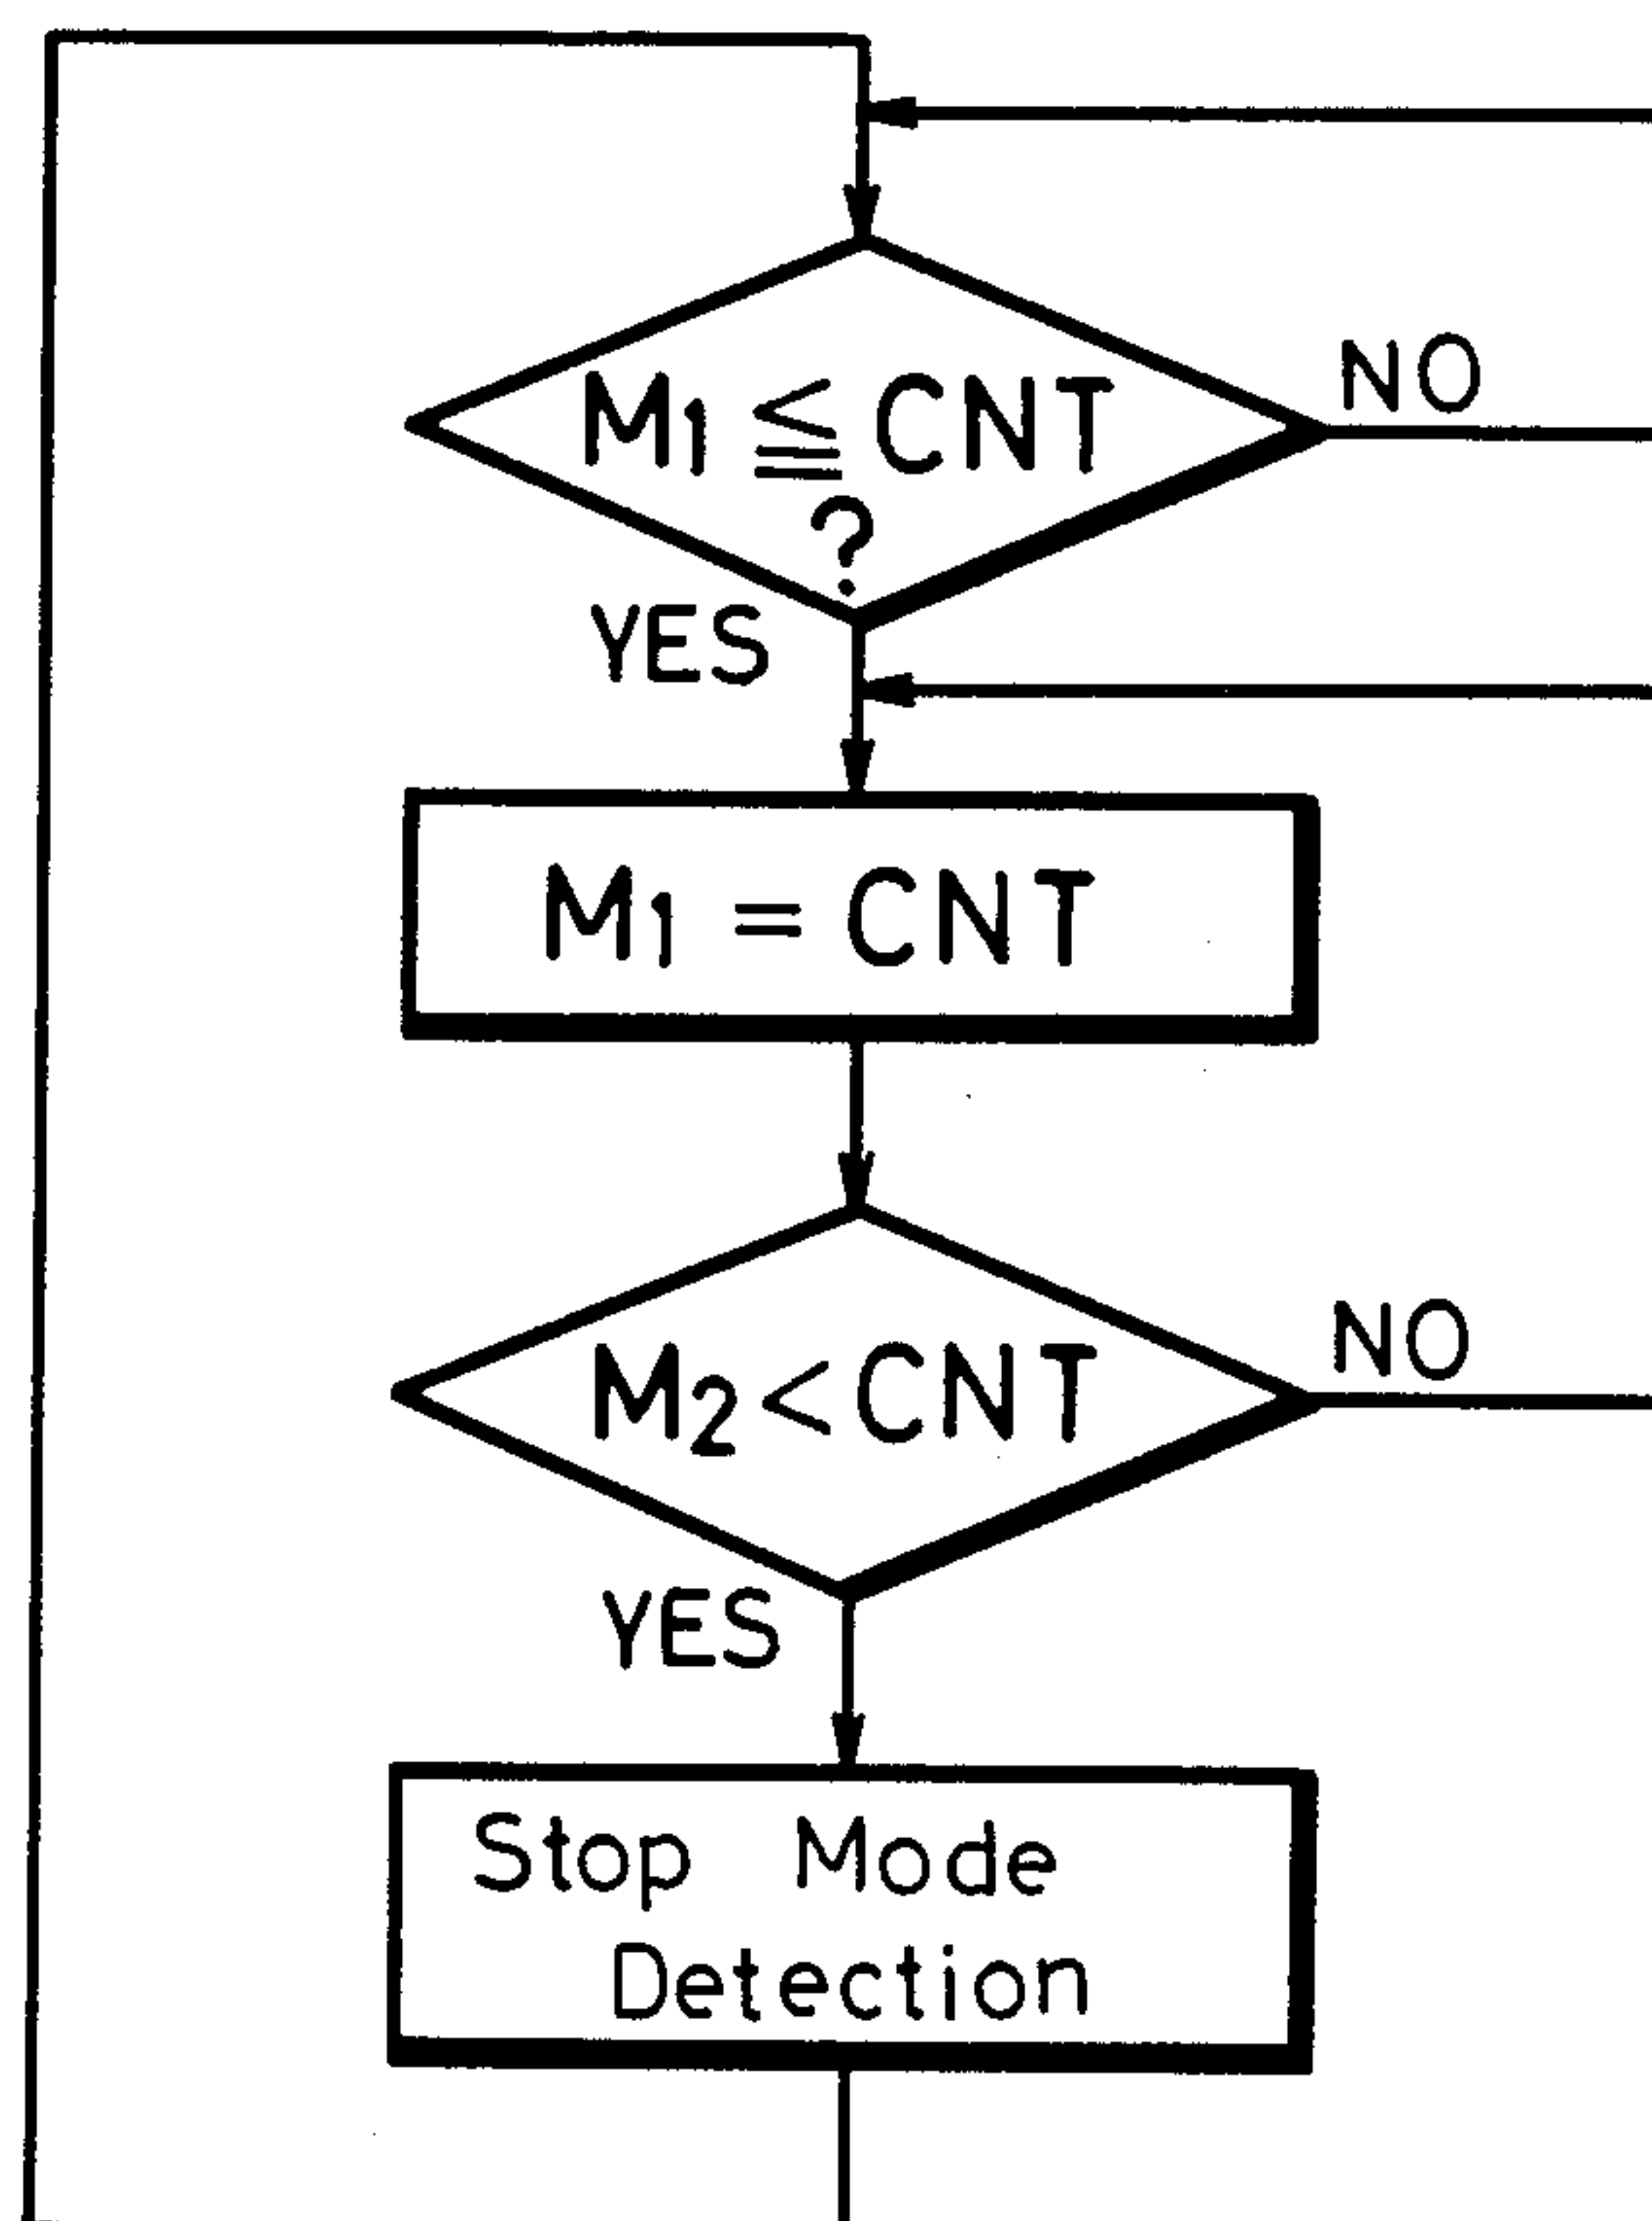 M1 ≦ CNT
?
NO
YES
M1 = CNT
M2 < CNT
NO
YES
Stop Mode
Detection